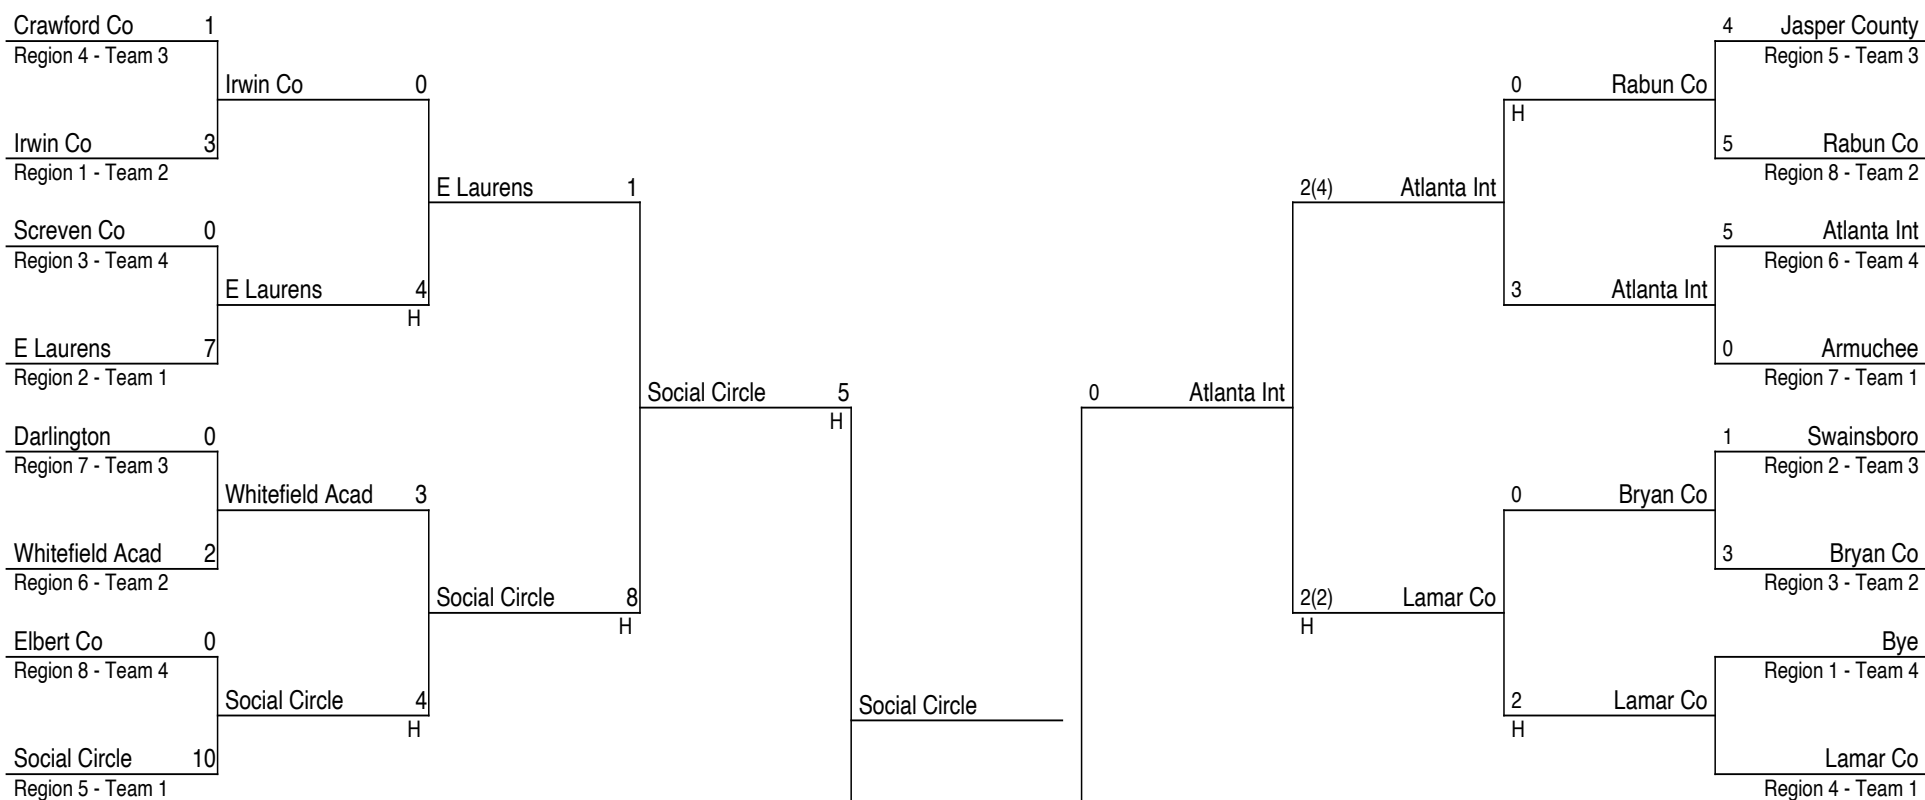 Crawford Co 1
Region 4 - Team 3
Irwin Co 0
Irwin Co 3
Region 1 - Team 2
E Laurens 1
Screven Co 0
Region 3 - Team 4
E Laurens 4
H
E Laurens 7
Region 2 - Team 1
Social Circle 5
H
Darlington 0
Region 7 - Team 3
Whitefield Acad 3
Whitefield Acad 2
Region 6 - Team 2
Social Circle 8
H
Elbert Co 0
Region 8 - Team 4
Social Circle 4
H
Social Circle 10
Region 5 - Team 1
Social Circle
4 Jasper County
Region 5 - Team 3
0 Rabun Co
H
5 Rabun Co
Region 8 - Team 2
2(4) Atlanta Int
5 Atlanta Int
Region 6 - Team 4
3 Atlanta Int
0 Armuchee
Region 7 - Team 1
0 Atlanta Int
1 Swainsboro
Region 2 - Team 3
0 Bryan Co
3 Bryan Co
Region 3 - Team 2
2(2) Lamar Co
H
Bye
Region 1 - Team 4
2 Lamar Co
H
Lamar Co
Region 4 - Team 1